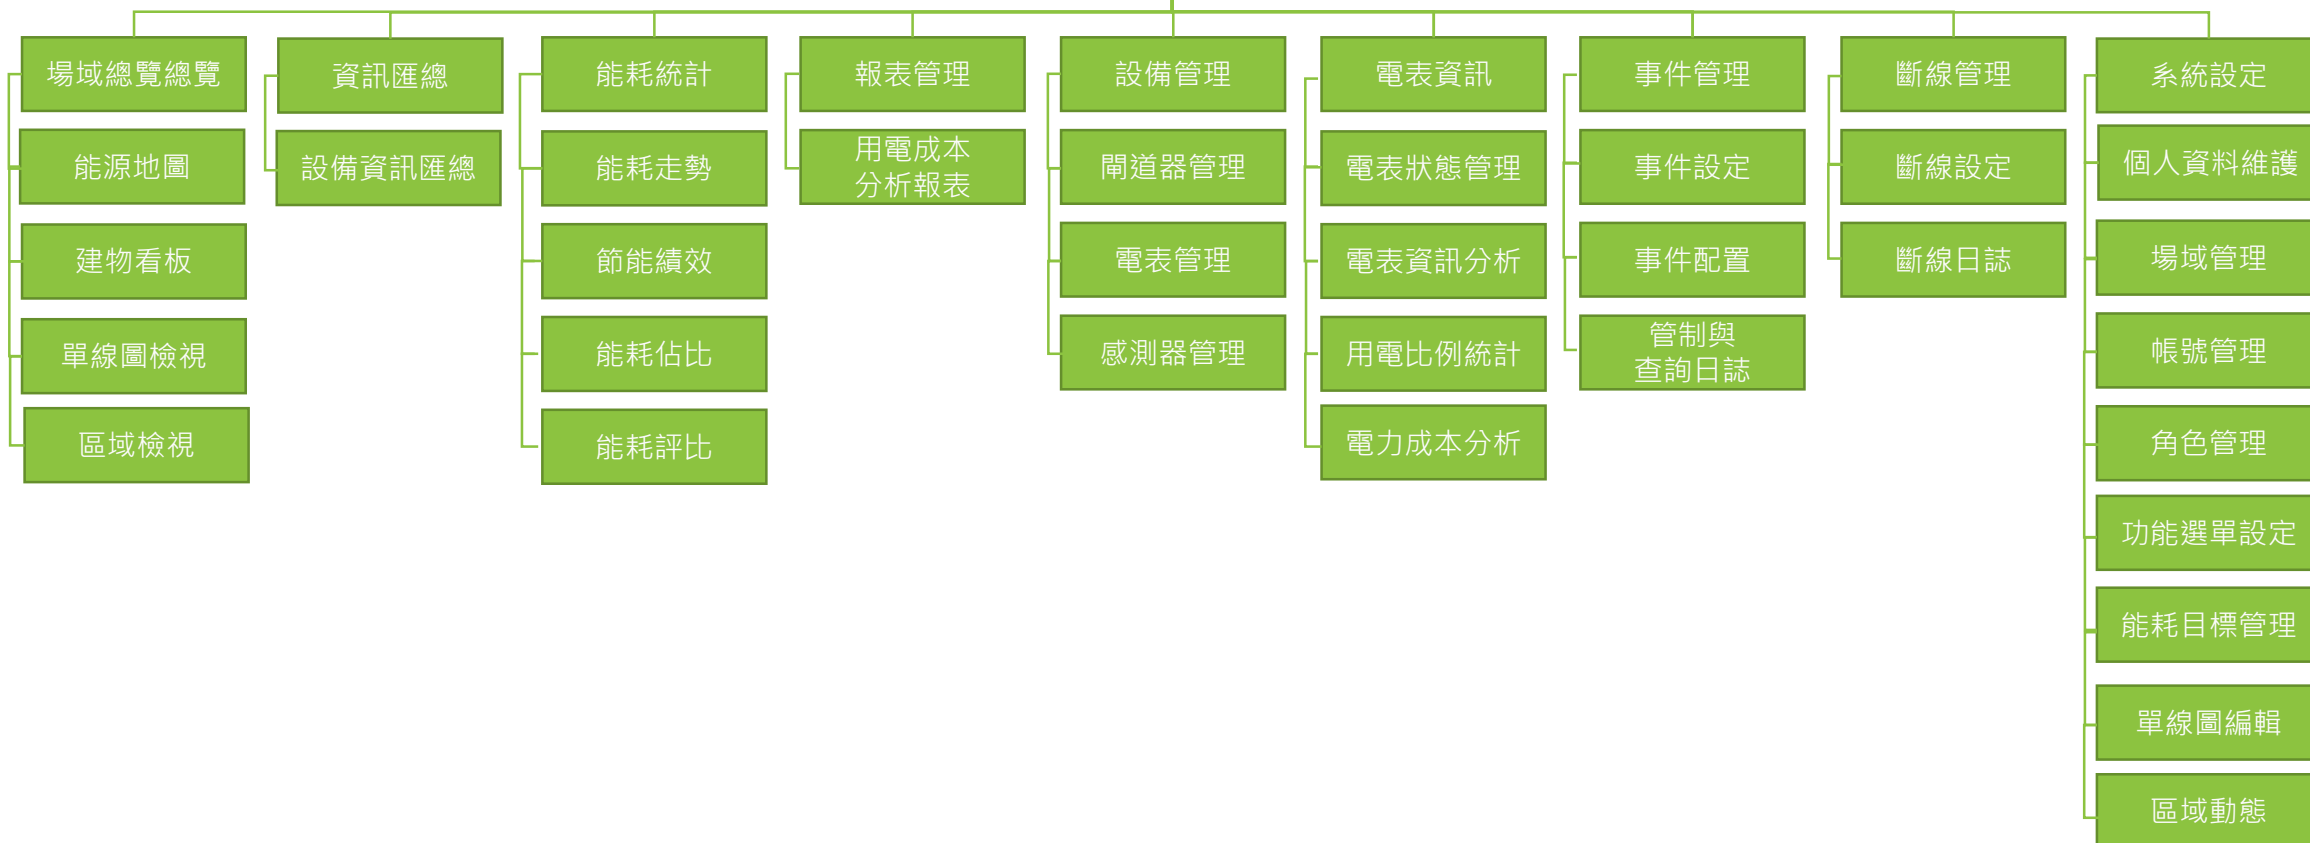 場域總覽總覽
能源地圖
建物看板
單線圖檢視
區域檢視
資訊匯總
設備資訊匯總
能耗統計
能耗走勢
節能績效
能耗佔比
能耗評比
報表管理
用電成本
分析報表
設備管理
閘道器管理
電表管理
感測器管理
電表資訊
電表狀態管理
電表資訊分析
用電比例統計
電力成本分析
事件管理
事件設定
事件配置
管制與
查詢日誌
斷線管理
斷線設定
斷線日誌
系統設定
個人資料維護
場域管理
帳號管理
角色管理
功能選單設定
能耗目標管理
單線圖編輯
區域動態